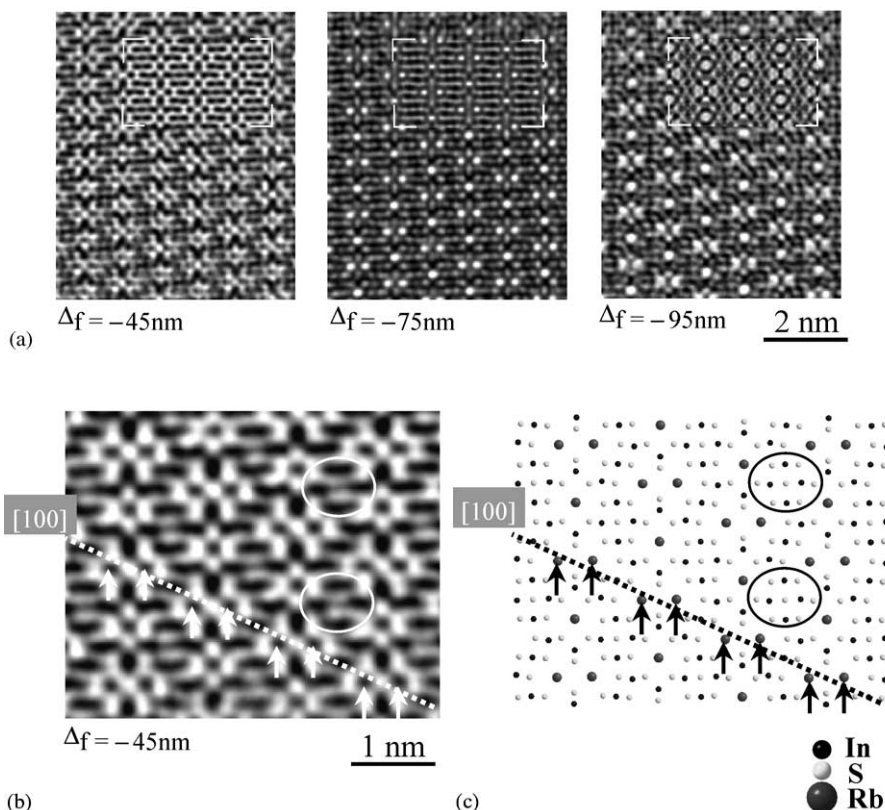 Δf = −45nm
Δf = −75nm
Δf = −95nm
2 nm
(a)
[100]
[100]
Δf = −45nm
1 nm
In
S
Rb
(b)
(c)